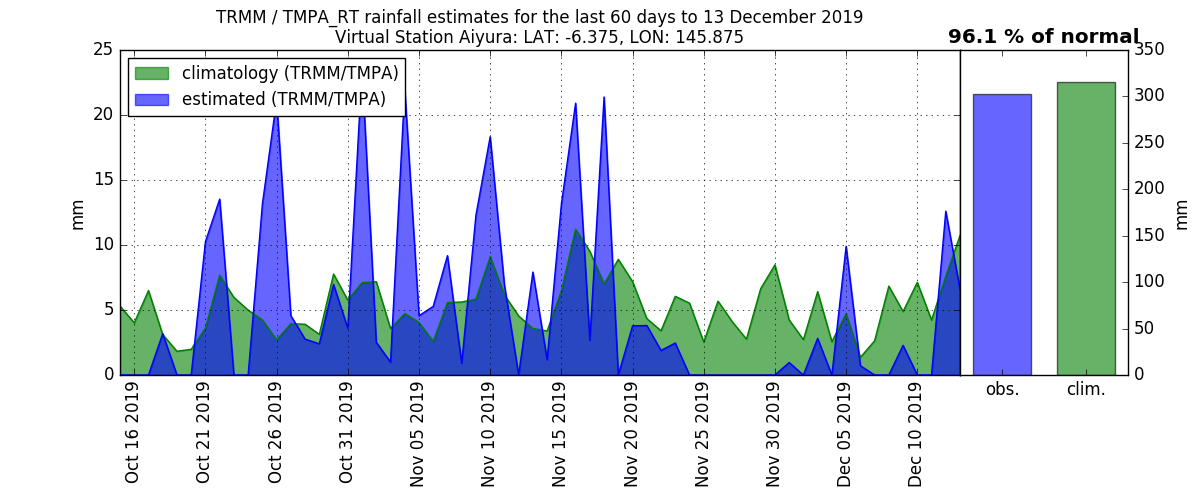 TRMM / TMPA_RT rainfall estimates for the last 60 days to 13 December 2019
Virtual Station Aiyura: LAT: -6.375, LON: 145.875
96.1 % of normal
climatology (TRMM/TMPA)
estimated (TRMM/TMPA)
25
20
15
10
5
0
mm
350
300
250
200
150
100
50
0
mm
Oct 16 2019
Oct 21 2019
Oct 26 2019
Oct 31 2019
Nov 05 2019
Nov 10 2019
Nov 15 2019
Nov 20 2019
Nov 25 2019
Nov 30 2019
Dec 05 2019
Dec 10 2019
obs.
clim.